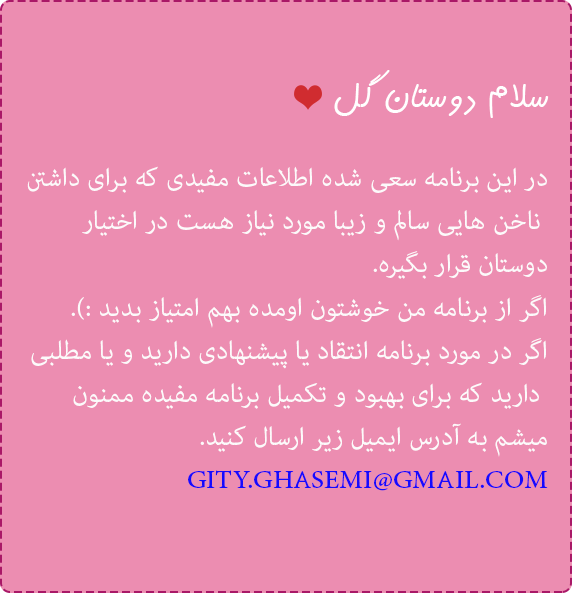 سلام دوستان گل ❤
در این برنامه سعی شده اطلاعات مفیدی که برای داشتن
ناخن هایی سالم و زیبا مورد نیاز هست در اختیار
دوستان قرار بگیره.
اگر از برنامه من خوشتون اومده بهم امتیاز بدید :).
اگر در مورد برنامه انتقاد یا پیشنهادی دارید و یا مطلبی
دارید که برای بهبود و تکمیل برنامه مفیده ممنون
میشم به آدرس ایمیل زیر ارسال کنید.
GITY.GHASEMI@GMAIL.COM